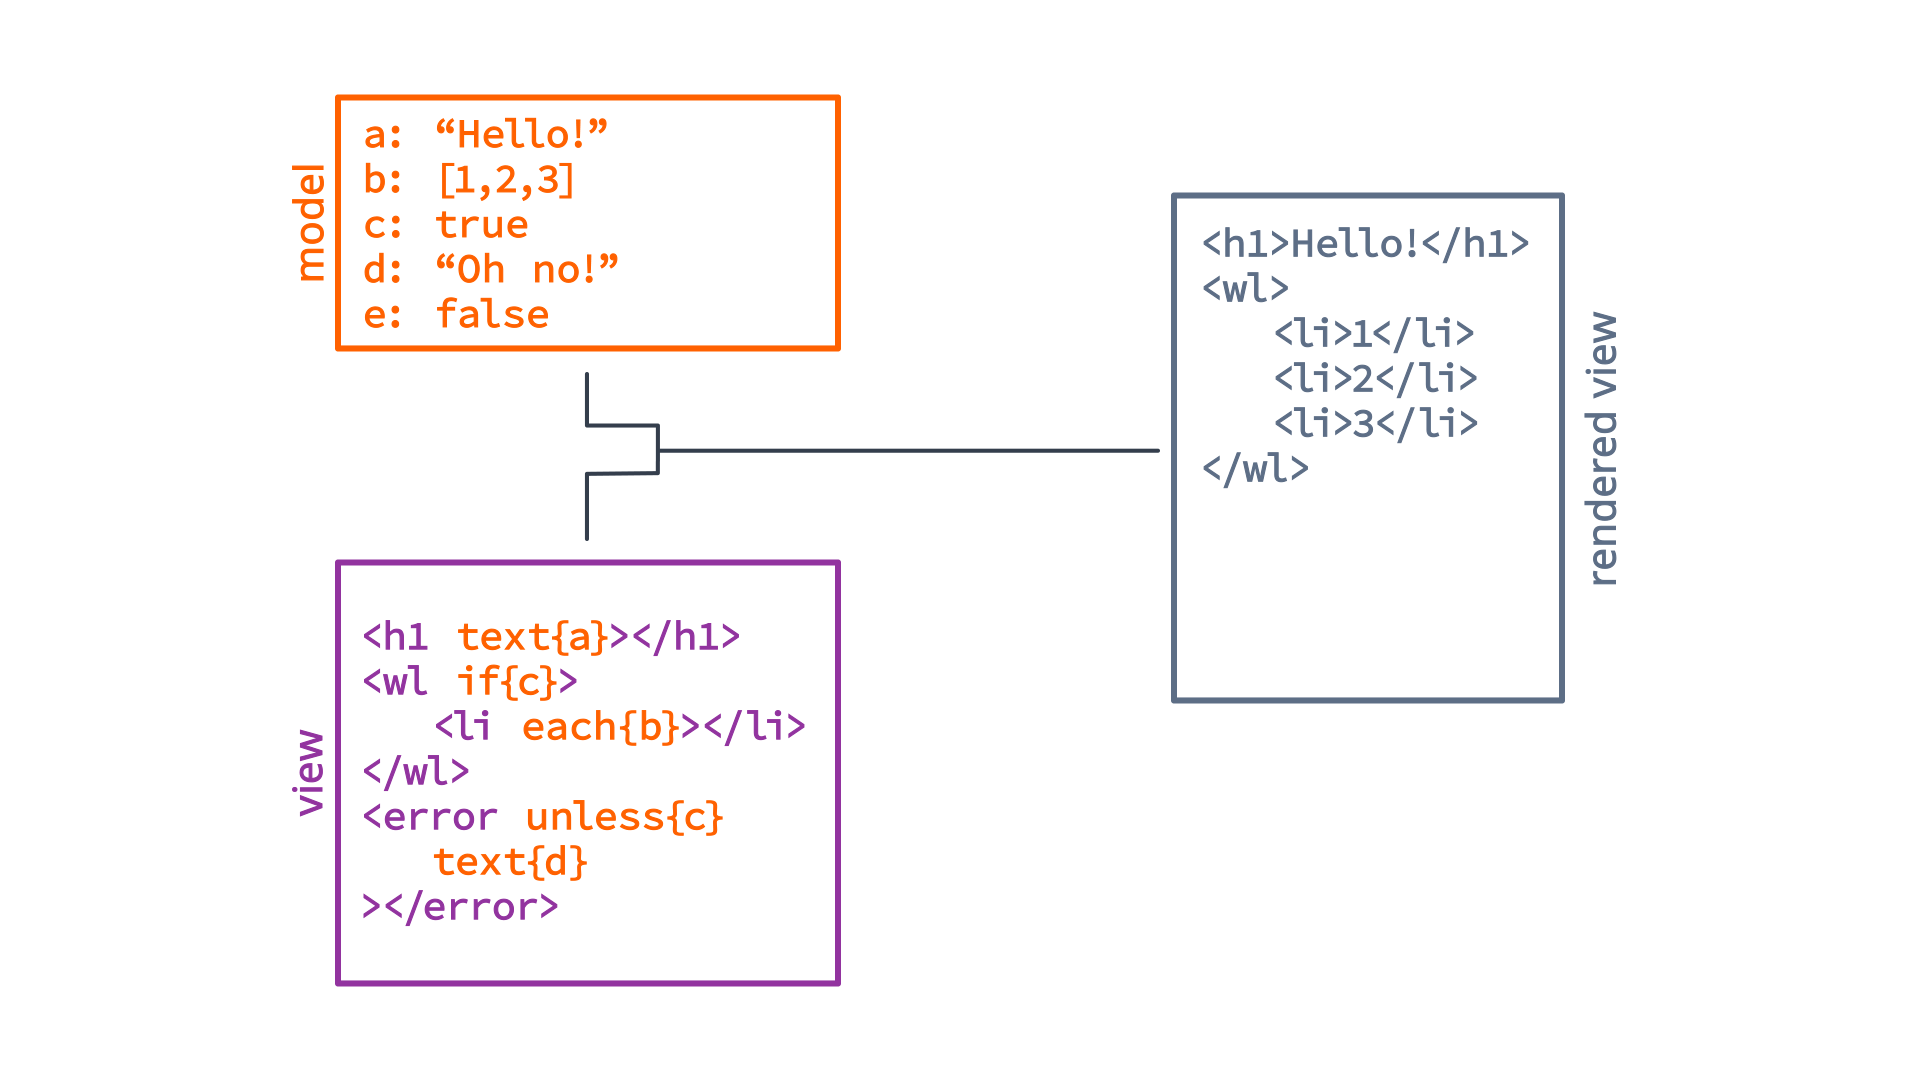 model
a: “Hello!”
b: [1,2,3]
c: true
d: “Oh no!”
e: false
view
<h1 text{a}></h1>
<wl if{c}>
<li each{b}></li>
</wl>
<error unless{c}
text{d}
></error>
<h1>Hello!</h1>
<wl>
<li>1</li>
<li>2</li>
<li>3</li>
</wl>
rendered view